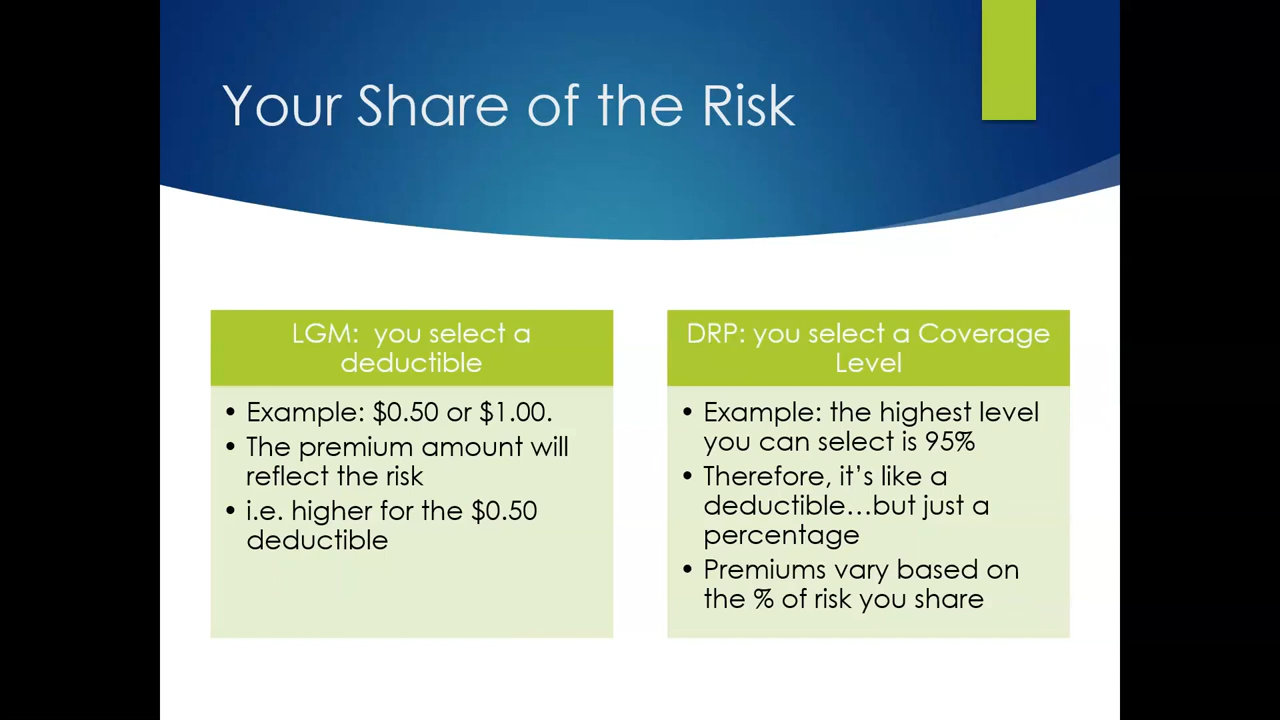 Your Share of the Risk
LGM:  you select a
deductible
• Example: $0.50 or $1.00.
• The premium amount will
reflect the risk
• i.e. higher for the $0.50
deductible
DRP: you select a Coverage
Level
• Example: the highest level
you can select is 95%
• Therefore, it’s like a
deductible…but just a
percentage
• Premiums vary based on
the % of risk you share